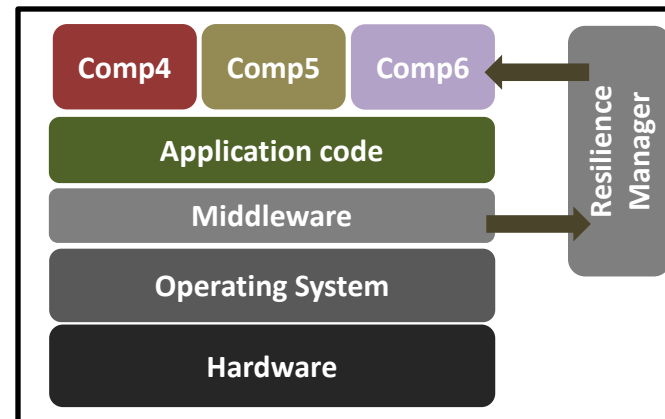 Comp4
Comp5
Comp6
Application code
Middleware
Operating System
Hardware
Resilience
Manager